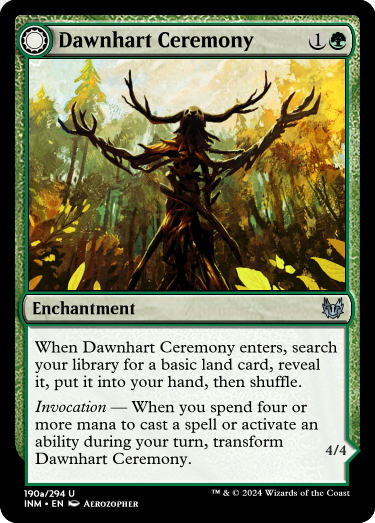 Dawnhart Ceremony 1
Enchantment
When Dawnhart Ceremony enters, search
your library for a basic land card, reveal
it, put it into your hand, then shuffle.
Invocation — When you spend four or
more mana to cast a spell or activate an
ability during your turn, transform
Dawnhart Ceremony.
4/4
190a/294 U
INM • EN Aerozopher
™ & © 2024 Wizards of the Coast